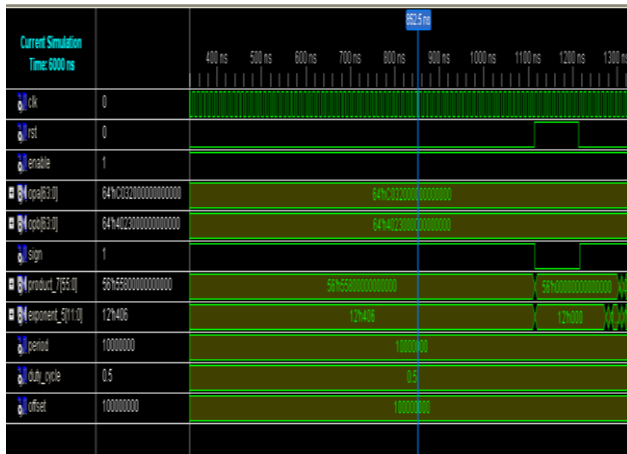 852.5 ns
Current Simulation
Time: 6000 ns
400 ns 500 ns 600 ns 700 ns 800 ns 900 ns 1000 ns 1100 ns 1200 ns 1300 n
clk 0
rst 0
enable 1
opa[63:0] 64'hC032000000000000 64'hC032000000000000
opb[63:0] 64'h4023000000000000 64'h4023000000000000
sign 1
product_7[55:0] 56'h55800000000000 56'h55800000000000 56'h00000000000000
exponent_5[11:0] 12'h406 12'h406 12'h000
period 10000000 10000000
duty_cycle 0.5 0.5
offset 100000000 100000000